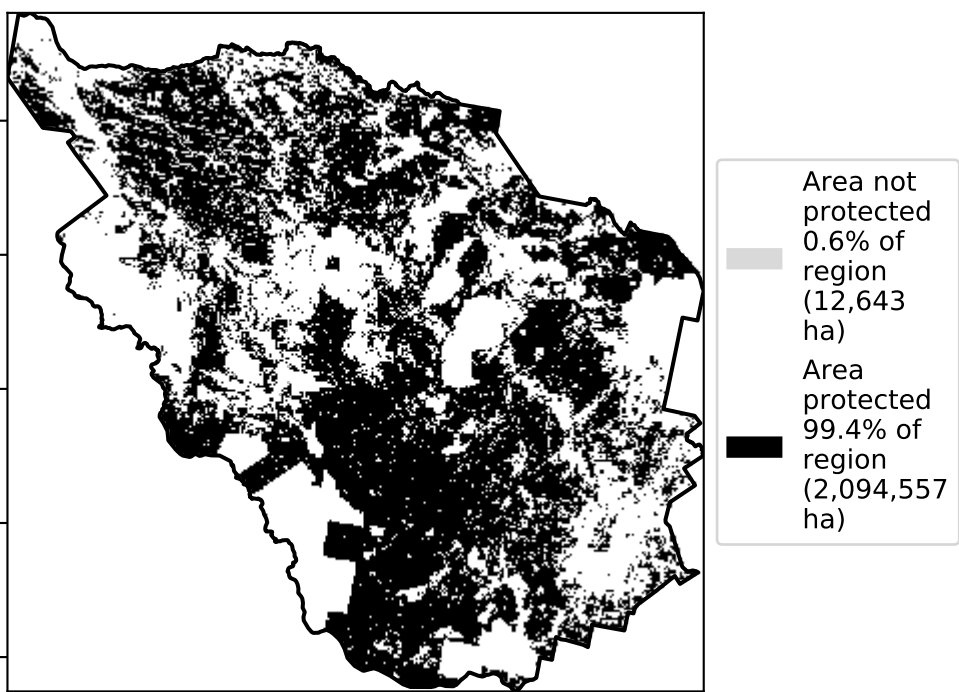 Area not
protected
0.6% of
region
(12,643
ha)
Area
protected
99.4% of
region
(2,094,557
ha)